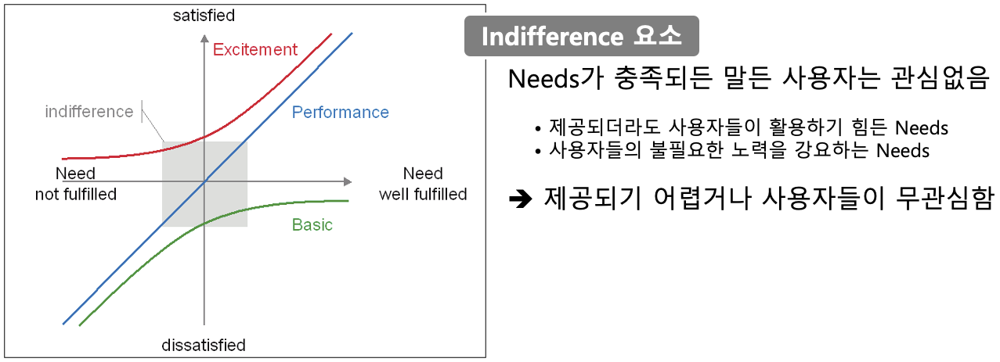 satisfied
Excitement
indifference
Performance
Need
not fulfilled
Need
well fulfilled
Basic
dissatisfied
Indifference 요소
Needs가 충족되든 말든 사용자는 관심없음
• 제공되더라도 사용자들이 활용하기 힘든 Needs
• 사용자들의 불필요한 노력을 강요하는 Needs
➔ 제공되기 어렵거나 사용자들이 무관심함